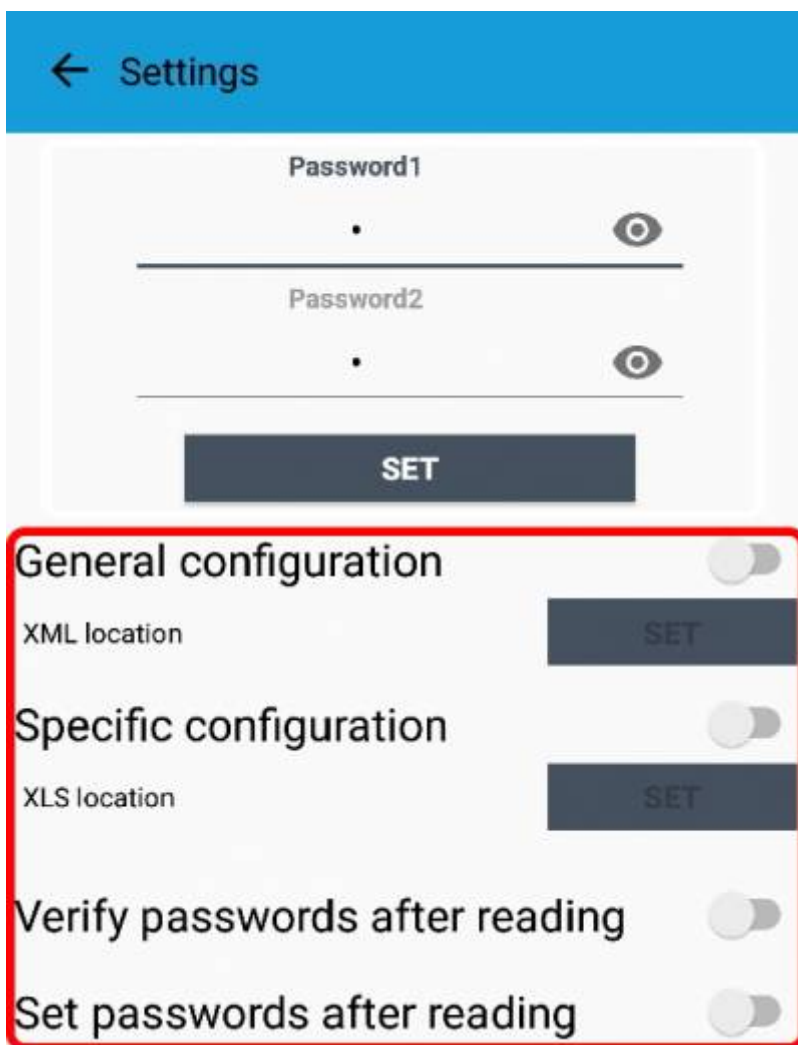 Settings
Password1
•
Password2
•
SET
General configuration
XML location
SET
Specific configuration
XLS location
SET
Verify passwords after reading
Set passwords after reading